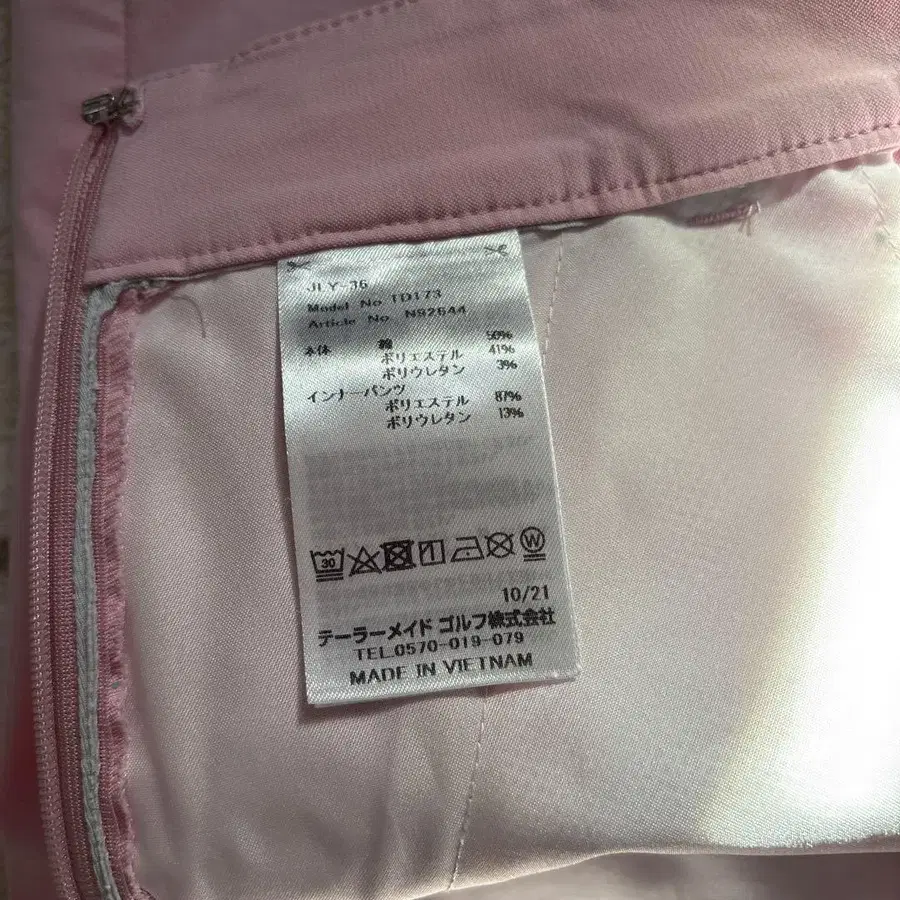 JLY-36
Model No TD173
Article No. N92644
本体 綿 56%
ポリエステル 41%
ポリウレタン 3%
インナーパンツ
ポリエステル 87%
ポリウレタン 13%
30 W
10/21
テーラーメイド ゴルフ株式会社
TEL.0570-019-079
MADE IN VIETNAM